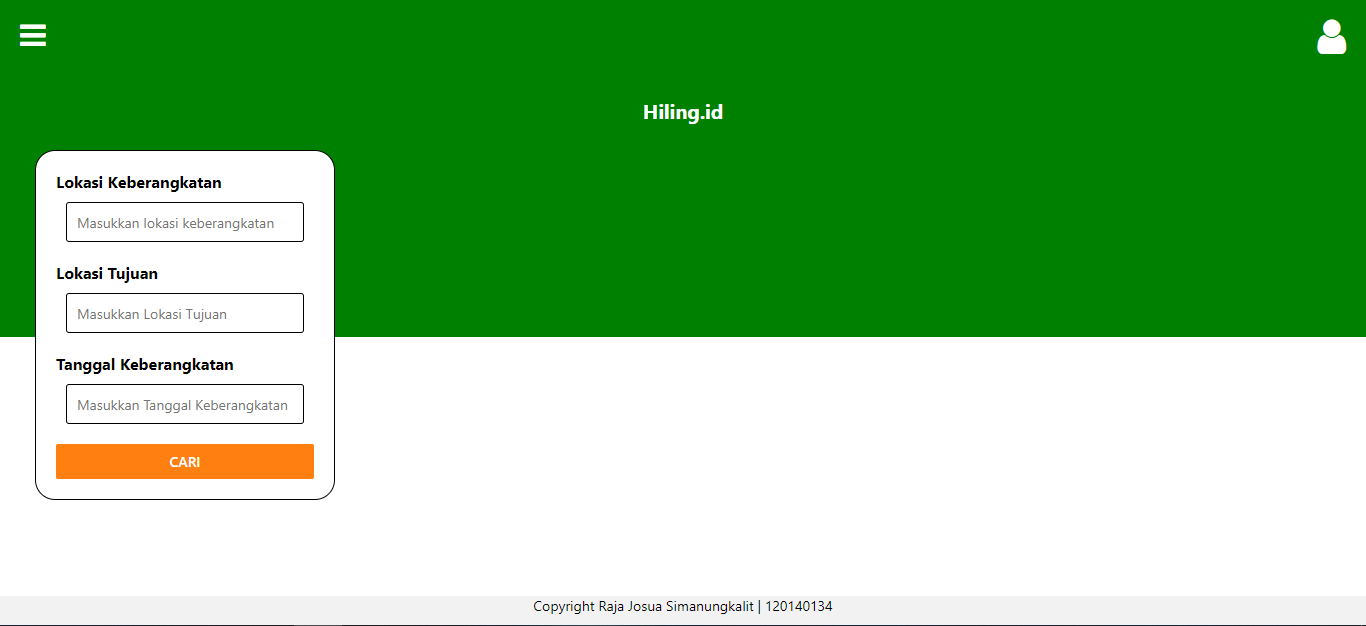 Hiling.id
Lokasi Keberangkatan
Masukkan lokasi keberangkatan
Lokasi Tujuan
Masukkan Lokasi Tujuan
Tanggal Keberangkatan
Masukkan Tanggal Keberangkatan
CARI
Copyright Raja Josua Simanungkalit | 120140134